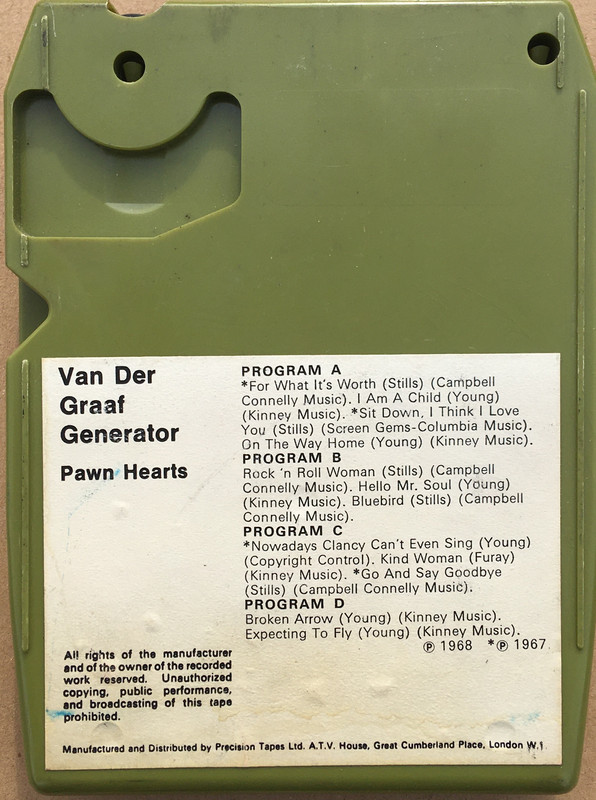 Van Der
Graaf
Generator
Pawn Hearts
PROGRAM A
*For What It's Worth (Stills) (Campbell
Connelly Music). I Am A Child (Young)
(Kinney Music). *Sit Down, I Think I Love
You (Stills) (Screen Gems-Columbia Music).
On The Way Home (Young) (Kinney Music).
PROGRAM B
Rock 'n Roll Woman (Stills) (Campbell
Connelly Music). Hello Mr. Soul (Young)
(Kinney Music). Bluebird (Stills) (Campbell
Connelly Music).
PROGRAM C
*Nowadays Clancy Can't Even Sing (Young)
(Copyright Control). Kind Woman (Furay)
(Kinney Music). *Go And Say Goodbye
(Stills) (Campbell Connelly Music).
PROGRAM D
Broken Arrow (Young) (Kinney Music).
Expecting To Fly (Young) (Kinney Music).
℗ 1968 *℗ 1967
All rights of the manufacturer
and of the owner of the recorded
work reserved. Unauthorized
copying, public performance,
and broadcasting of this tape
prohibited.
Manufactured and Distributed by Precision Tapes Ltd. A.T.V. House, Great Cumberland Place, London W.1